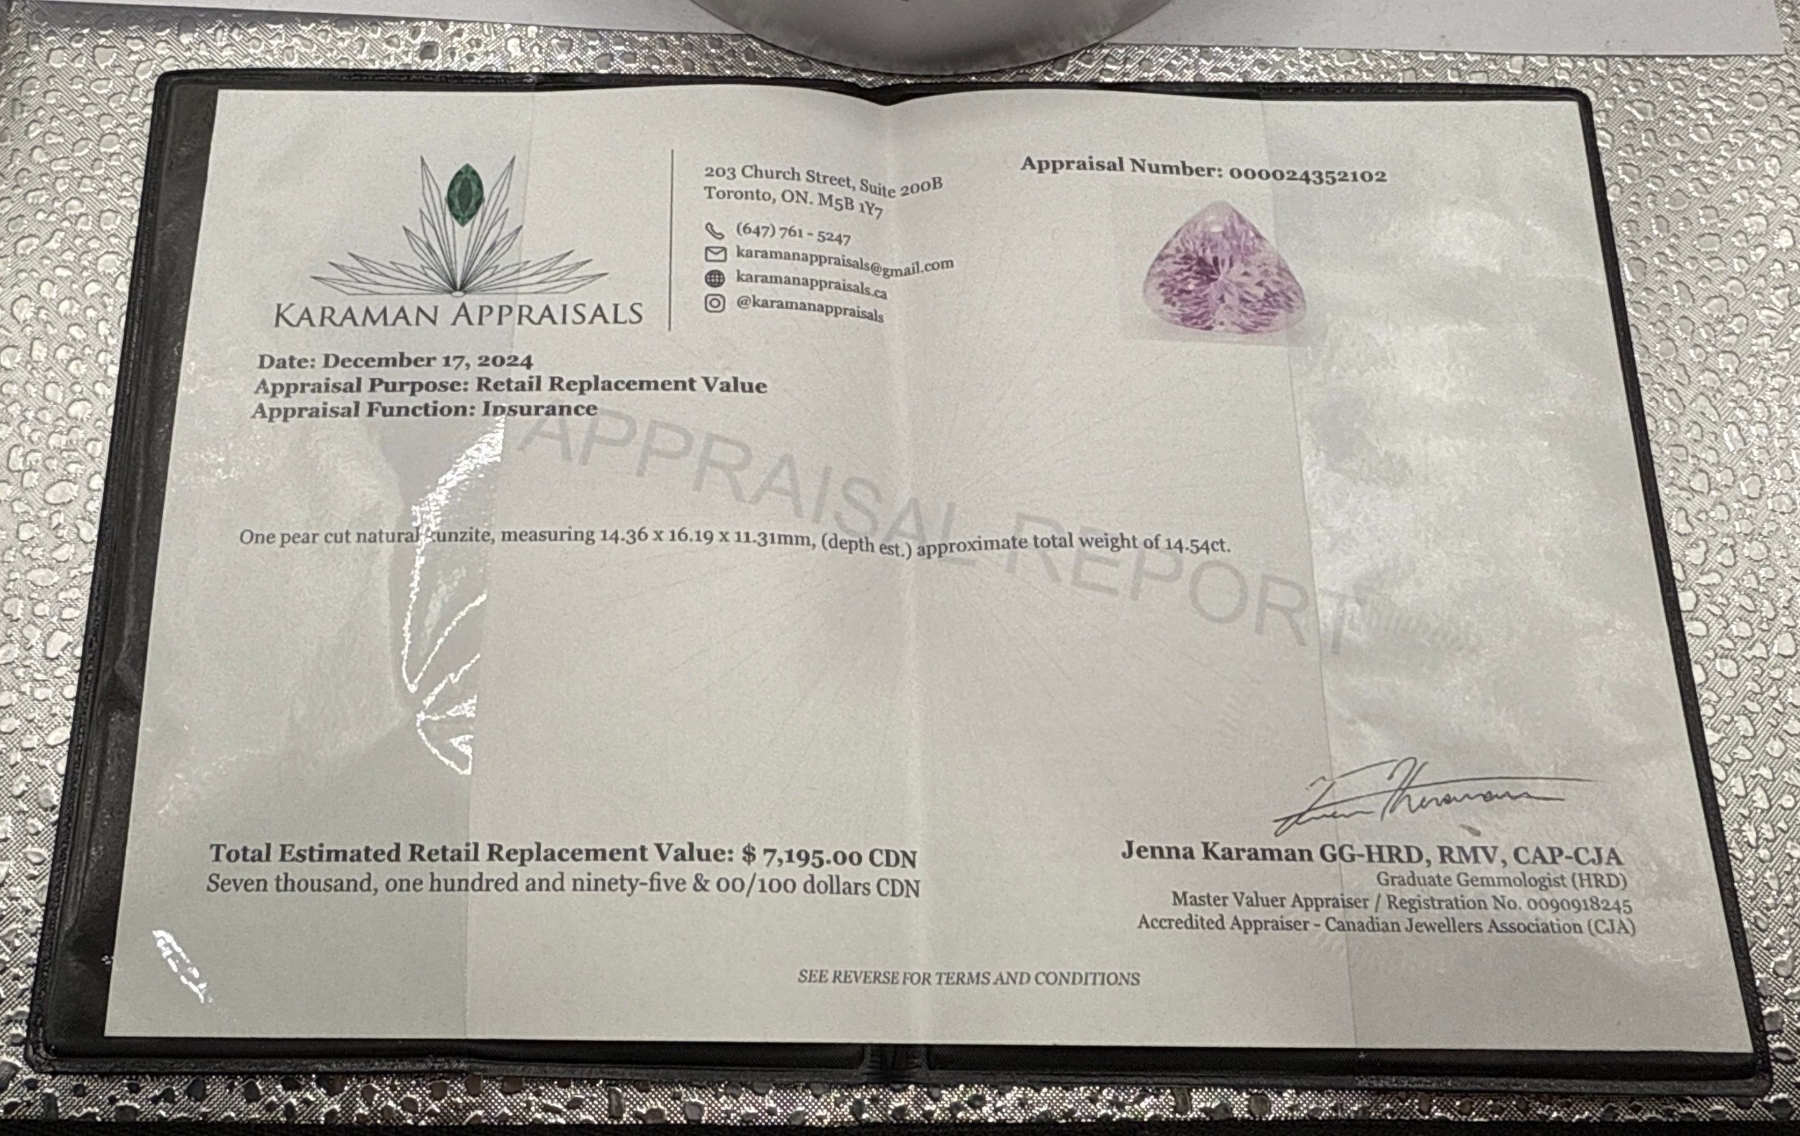 KARAMAN APPRAISALS
203 Church Street, Suite 200B
Toronto, ON. M5B 1Y7
(647) 761 - 5247
karamanappraisals@gmail.com
karamanappraisals.ca
@karamanappraisals
Appraisal Number: 000024352102
Date: December 17, 2024
Appraisal Purpose: Retail Replacement Value
Appraisal Function: Insurance
APPRAISAL REPORT
One pear cut natural kunzite, measuring 14.36 x 16.19 x 11.31mm, (depth est.) approximate total weight of 14.54ct.
Total Estimated Retail Replacement Value: $ 7,195.00 CDN
Seven thousand, one hundred and ninety-five & 00/100 dollars CDN
Jenna Karaman GG-HRD, RMV, CAP-CJA
Graduate Gemmologist (HRD)
Master Valuer Appraiser / Registration No. 0090918245
Accredited Appraiser - Canadian Jewellers Association (CJA)
SEE REVERSE FOR TERMS AND CONDITIONS